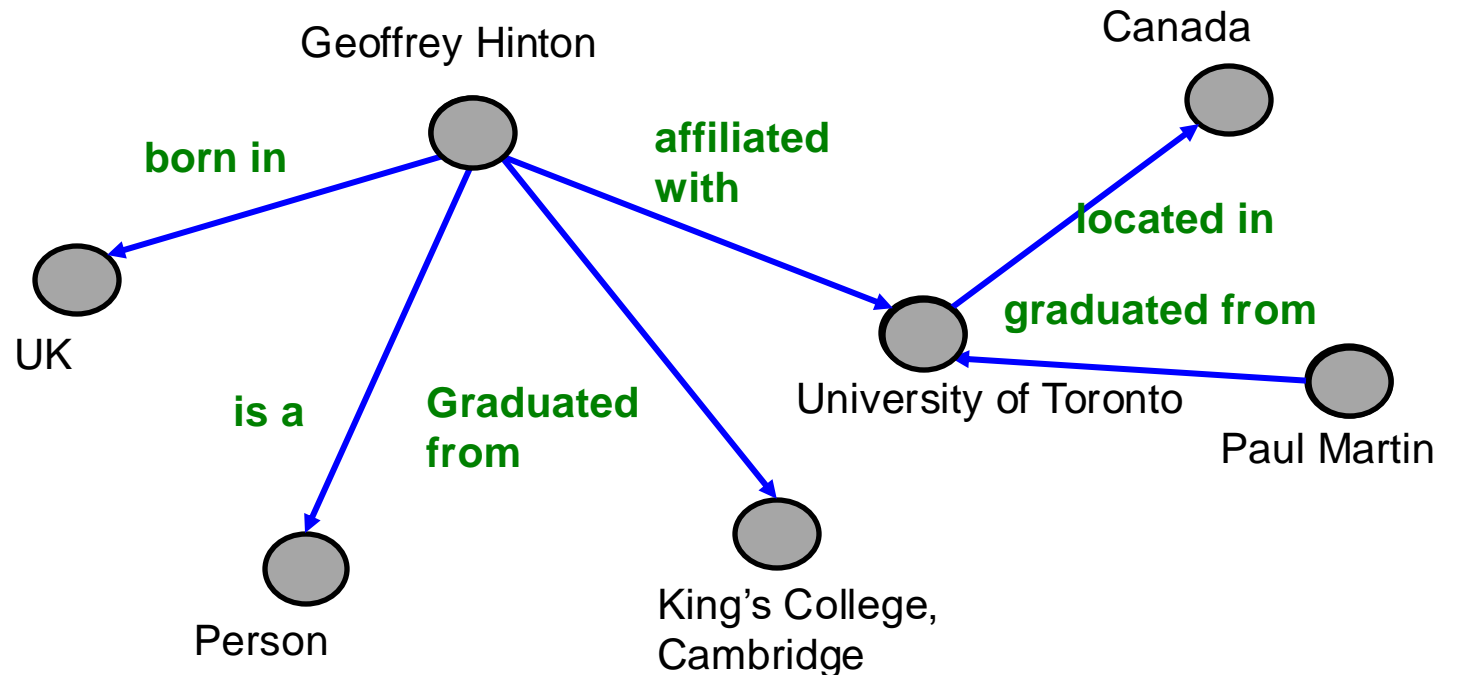 Canada
Geoffrey Hinton
affiliated
with
born in
located in
graduated from
UK
University of Toronto
is a
Graduated
from
Paul Martin
King’s College,
Cambridge
Person